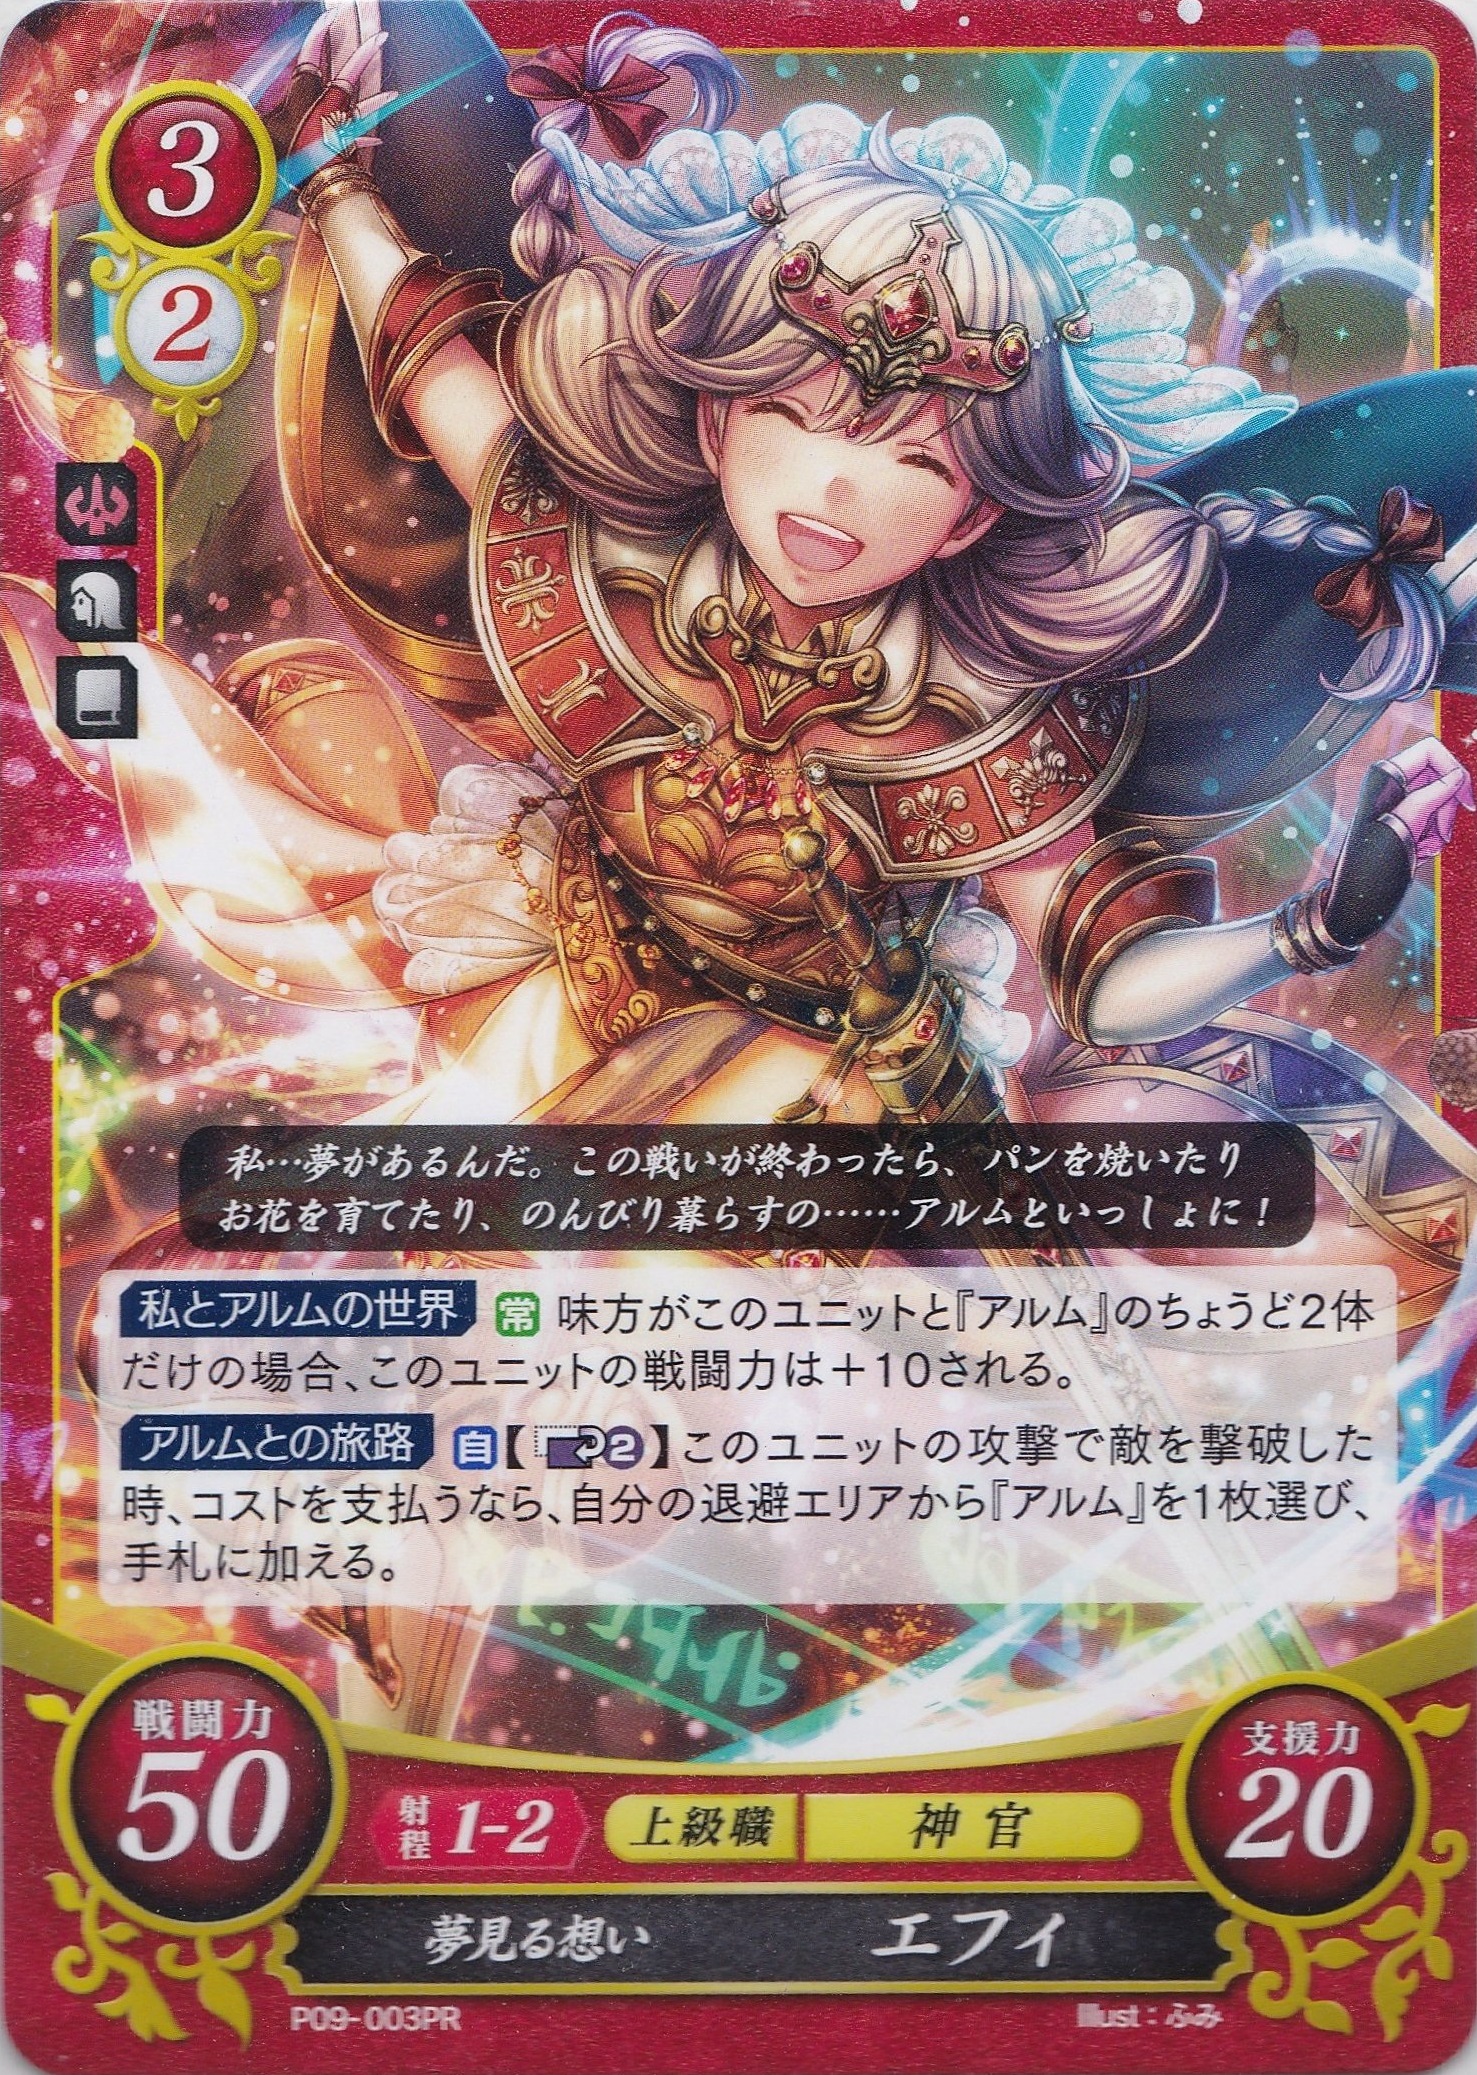 3
2
私…夢があるんだ。この戦いが終わったら、パンを焼いたり
お花を育てたり、のんびり暮らすの……アルムといっしょに！
私とアルムの世界 常 味方がこのユニットと『アルム』のちょうど2体
だけの場合、このユニットの戦闘力は＋10される。
アルムとの旅路 自【2】このユニットの攻撃で敵を撃破した
時、コストを支払うなら、自分の退避エリアから『アルム』を1枚選び、
手札に加える。
戦闘力
50
射程 1-2
上級職
神官
支援力
20
夢見る想い
エフィ
P09-003PR
Illust：ふみ